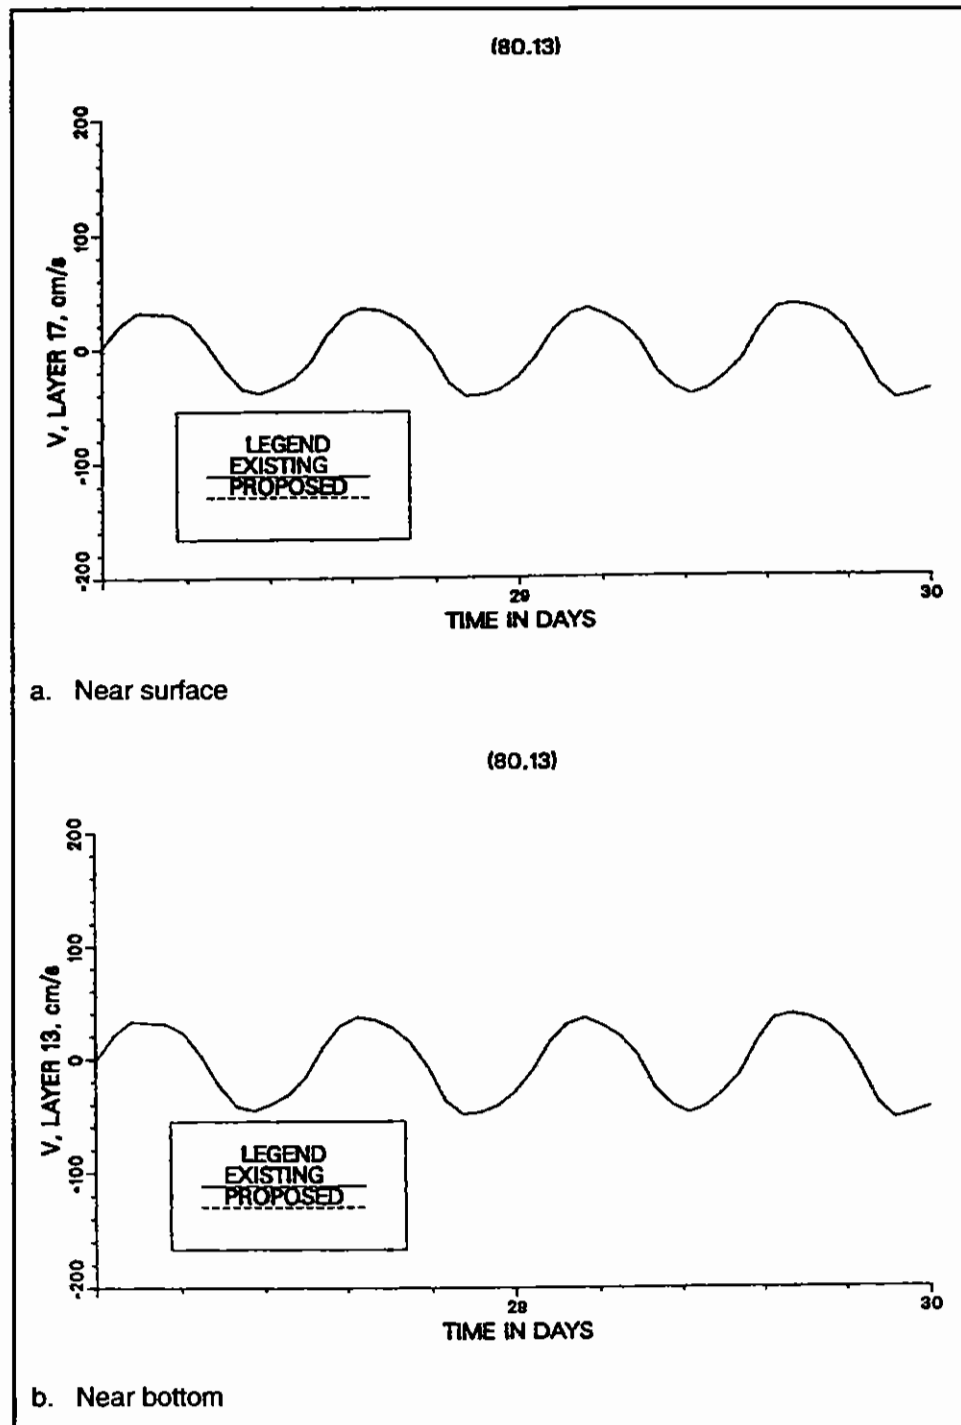 (80.13)
200
100
0
-100
-200
V, LAYER 17, cm/s
LEGEND
EXISTING
PROPOSED
29
30
TIME IN DAYS
a. Near surface
(80.13)
200
100
0
-100
-200
V, LAYER 13, cm/s
LEGEND
EXISTING
PROPOSED
29
30
TIME IN DAYS
b. Near bottom